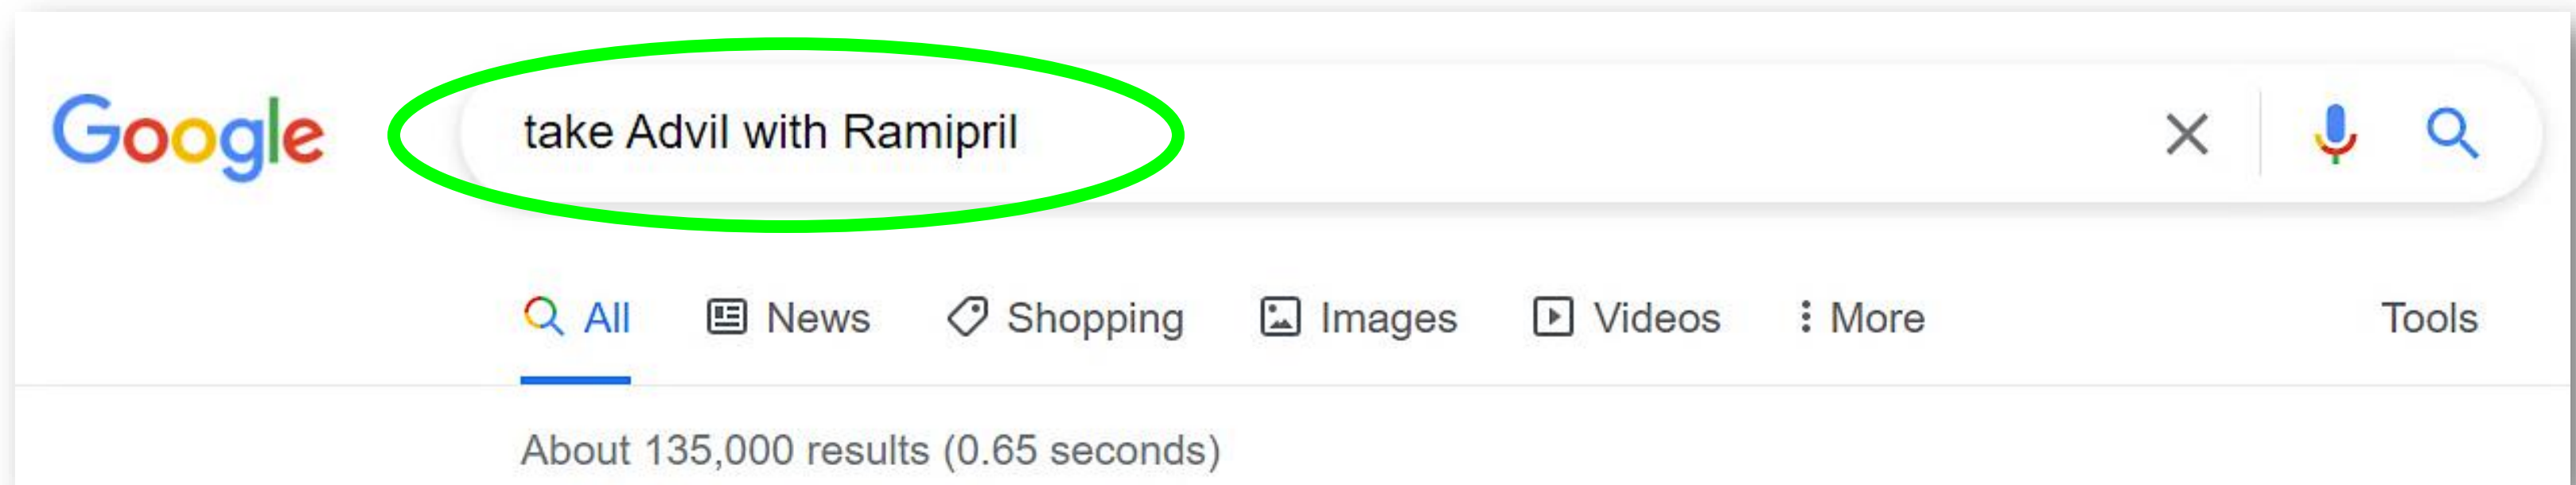 Google take Advil with Ramipril
All News Shopping Images Videos More Tools
About 135,000 results (0.65 seconds)